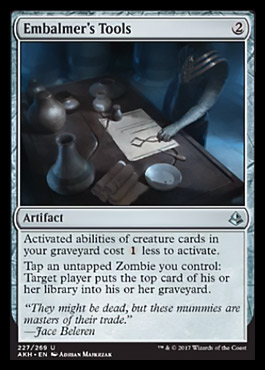 Embalmer's Tools 2
Artifact
Activated abilities of creature cards in
your graveyard cost 1 less to activate.
Tap an untapped Zombie you control:
Target player puts the top card of his
or her library into his or her graveyard.
"They might be dead, but these mummies
are masters of their trade."
—Jace Beleren
227/269 U
AKH • EN Adrian Majkrzak
™ & © 2017 Wizards of the Coast